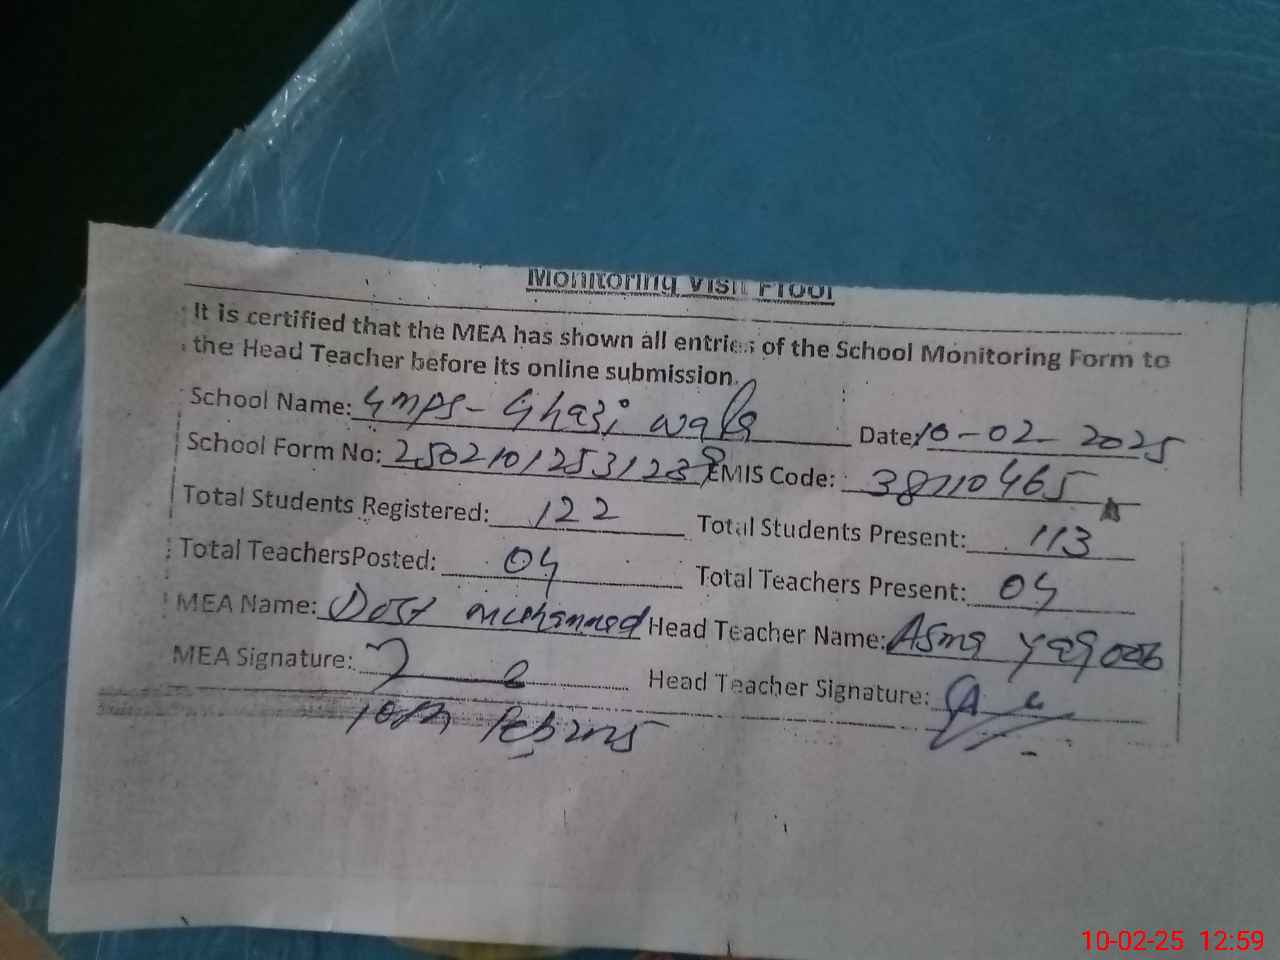 Monitoring Visit Proof
It is certified that the MEA has shown all entries of the School Monitoring Form to
the Head Teacher before its online submission.
School Name: GMPS - Ghazi wala Date: 10-02-2025
School Form No: EMIS Code: 38110465
Total Students Registered: 122 Total Students Present: 113
Total TeachersPosted: 04 Total Teachers Present: 04
MEA Name: Dost Muhammad Head Teacher Name: Asma Yaqoob
MEA Signature: Head Teacher Signature:
10th Feb 2025
10-02-25 12:59